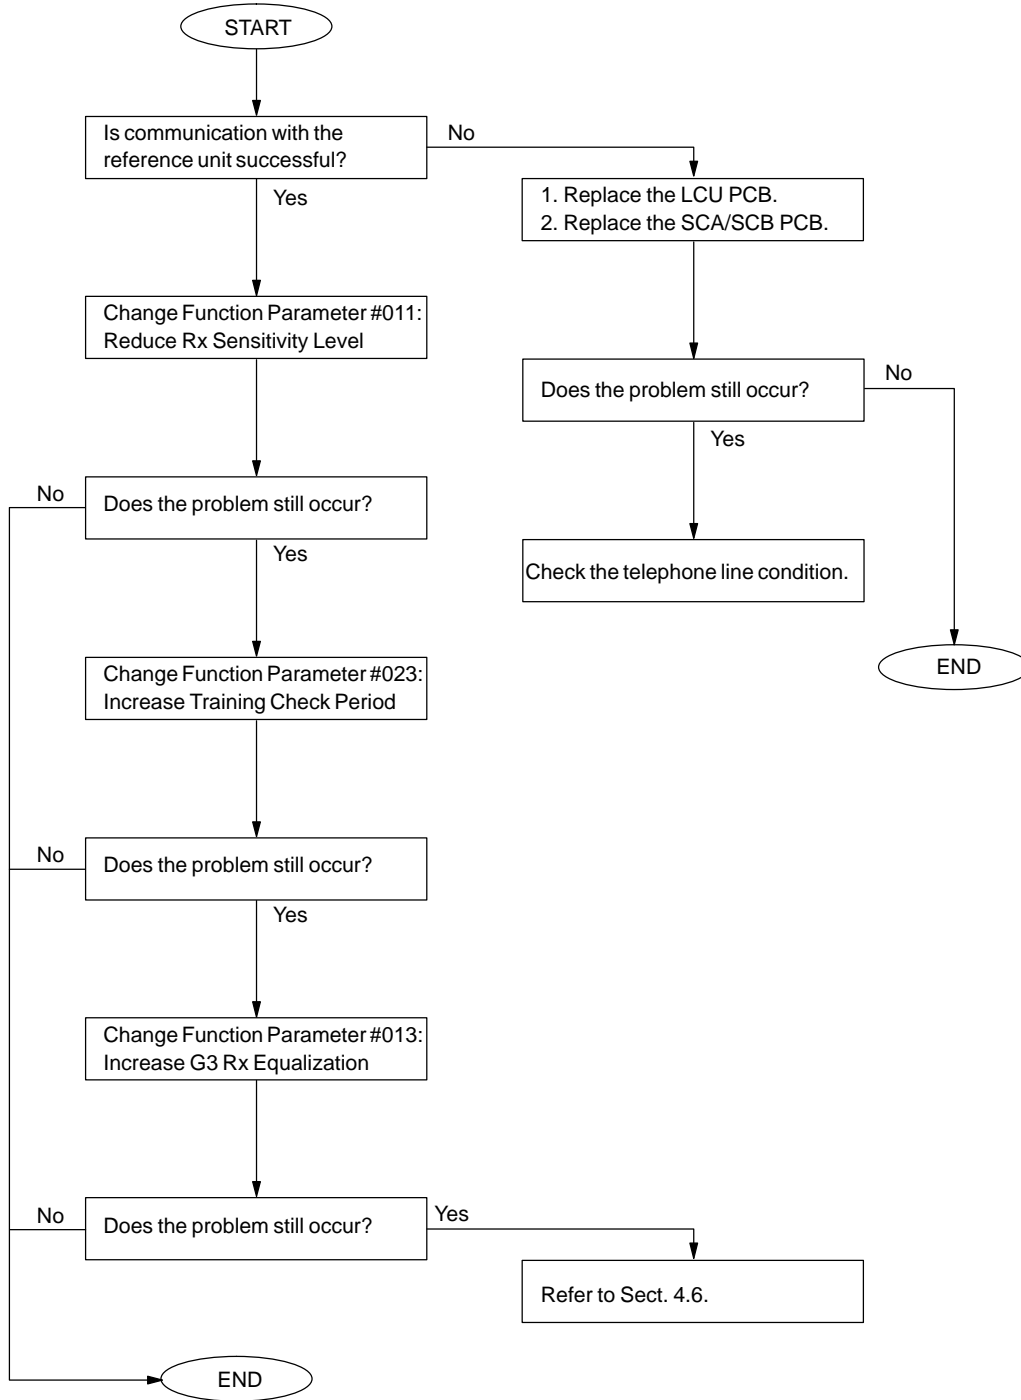 START
Is communication with the
reference unit successful?
No
Yes
1. Replace the LCU PCB.
2. Replace the SCA/SCB PCB.
Change Function Parameter #011:
Reduce Rx Sensitivity Level
Does the problem still occur?
No
Yes
Check the telephone line condition.
END
No
Does the problem still occur?
Yes
Change Function Parameter #023:
Increase Training Check Period
No
Does the problem still occur?
Yes
Change Function Parameter #013:
Increase G3 Rx Equalization
No
Does the problem still occur?
Yes
Refer to Sect. 4.6.
END